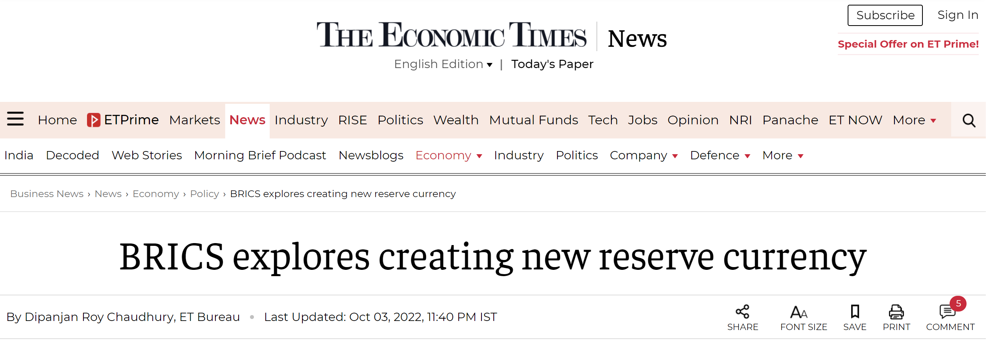 Subscribe Sign In
THE ECONOMIC TIMES News
Special Offer on ET Prime!
English Edition | Today's Paper
Home ETPrime Markets News Industry RISE Politics Wealth Mutual Funds Tech Jobs Opinion NRI Panache ET NOW More
India Decoded Web Stories Morning Brief Podcast Newsblogs Economy Industry Politics Company Defence More
Business News › News › Economy › Policy › BRICS explores creating new reserve currency
BRICS explores creating new reserve currency
By Dipanjan Roy Chaudhury, ET Bureau • Last Updated: Oct 03, 2022, 11:40 PM IST
5
AA
SHARE FONT SIZE SAVE PRINT COMMENT